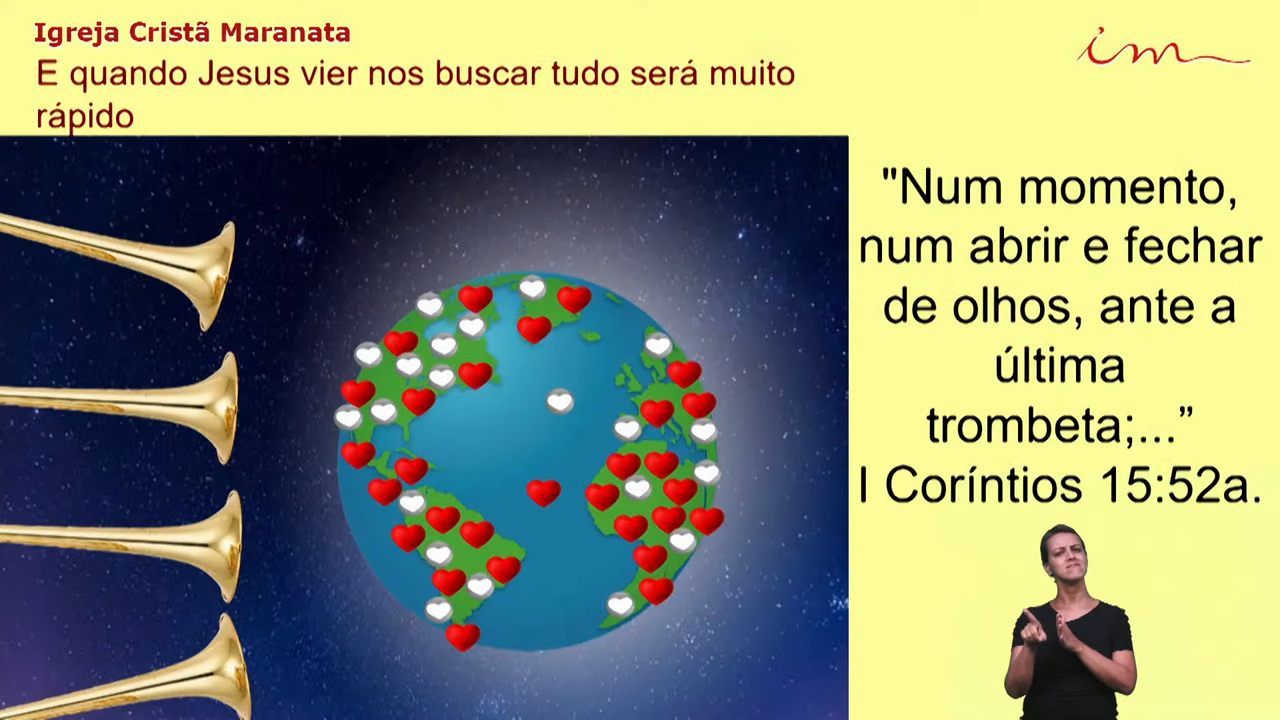 Igreja Cristã Maranata
E quando Jesus vier nos buscar tudo será muito
rápido
im
"Num momento,
num abrir e fechar
de olhos, ante a
última
trombeta;...”
I Coríntios 15:52a.